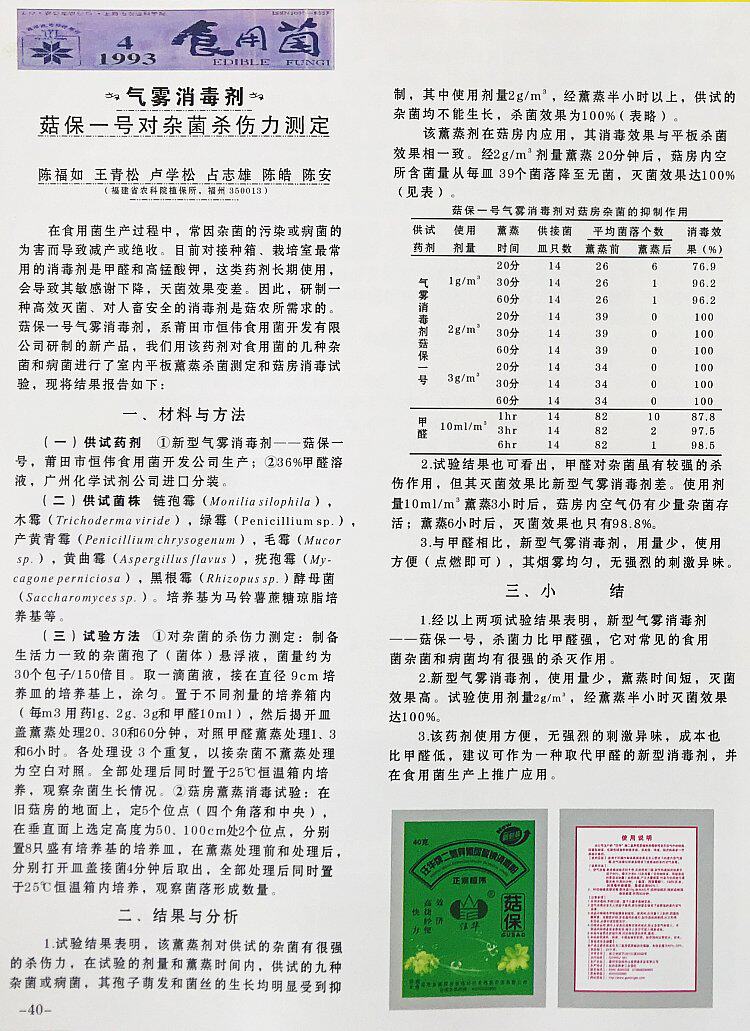 4
1993
食用菌
EDIBLE FUNGI
气雾消毒剂
菇保一号对杂菌杀伤力测定
陈福如 王青松 卢学松 占志雄 陈皓 陈安
(福建省农科院植保所，福州 350013)
在食用菌生产过程中，常因杂菌的污染或病菌的
为害而导致减产或绝收。目前对接种箱、栽培室最常
用的消毒剂是甲醛和高锰酸钾，这类药剂长期使用，
会导致其敏感谢下降，天菌效果变差。因此，研制一
种高效灭菌、对人畜安全的消毒剂是菇农所需求的。
菇保一号气雾消毒剂，系莆田市恒伟食用菌开发有限
公司研制的新产品，我们用该药剂对食用菌的几种杂
菌和病菌进行了室内平板熏蒸杀菌测定和菇房消毒试
验，现将结果报告如下：
一、材料与方法
(一)供试药剂 ①新型气雾消毒剂——菇保一
号，莆田市恒伟食用菌开发公司生产；②36%甲醛溶
液，广州化学试剂公司进口分装。
(二)供试菌株 链孢霉(Monilia silophila)，
木霉(Trichoderma viride)，绿霉(Penicillium sp.)，
产黄青霉(Penicillium chrysogenum)，毛霉(Mucor
sp.)，黄曲霉(Aspergillus flavus)，疣孢霉(My-
cagone perniciosa)，黑根霉(Rhizopus sp.)酵母菌
(Saccharomyces sp.)。培养基为马铃薯蔗糖琼脂培
养基等。
(三)试验方法 ①对杂菌的杀伤力测定：制备
生活力一致的杂菌孢了(菌体)悬浮液，菌量约为
30个包子/150倍目。取一滴菌液，接在直径 9cm 培
养皿的培养基上，涂匀。置于不同剂量的培养箱内
(每m3 用药lg、2g、3g和甲醛10ml)，然后揭开皿
盖熏蒸处理20、30和60分钟，对照甲醛熏蒸处理1、3
和6小时。各处理设 3 个重复，以接杂菌不熏蒸处理
为空白对照。全部处理后同时置于25℃恒温箱内培
养，观察杂菌生长情况。②菇房熏蒸消毒试验：在
旧菇房的地面上，定5个位点(四个角落和中央)，
在垂直面上选定高度为50、100cm处2个位点，分别
置8只盛有培养基的培养皿，在熏蒸处理前和处理后，
分别打开皿盖接菌4分钟后取出，全部处理后同时置
于25℃恒温箱内培养，观察菌落形成数量。
二、结果与分析
1.试验结果表明，该熏蒸剂对供试的杂菌有很强
的杀伤力，在试验的剂量和熏蒸时间内，供试的九种
杂菌或病菌，其孢子萌发和菌丝的生长均明显受到抑
-40-
制，其中使用剂量2g/m³，经熏蒸半小时以上，供试的
杂菌均不能生长，杀菌效果为100%(表略)。
该熏蒸剂在菇房内应用，其消毒效果与平板杀菌
效果相一致。经2g/m³剂量熏蒸 20分钟后，菇房内空
所含菌量从每皿 39个菌落降至无菌，灭菌效果达100%
(见表)。
菇保一号气雾消毒剂对菇房杂菌的抑制作用
供试 使用 熏蒸 供接菌 平均菌落个数 消毒效
药剂 剂量 时间 皿只数 熏蒸前 熏蒸后 果(%)
气雾消毒剂菇保一号
1g/m³ 20分 14 26 6 76.9
30分 14 26 1 96.2
60分 14 26 1 96.2
2g/m³ 20分 14 39 0 100
30分 14 39 0 100
60分 14 39 0 100
3g/m³ 20分 14 34 0 100
30分 14 34 0 100
60分 14 34 0 100
甲醛 10ml/m³ 1hr 14 82 10 87.8
3hr 14 82 2 97.5
6hr 14 82 1 98.5
2.试验结果也可看出，甲醛对杂菌虽有较强的杀
伤作用，但其灭菌效果比新型气雾消毒剂差。使用剂
量10ml/m³熏蒸3小时后，菇房内空气仍有少量杂菌存
活；熏蒸6小时后，灭菌效果也只有98.8%。
3.与甲醛相比，新型气雾消毒剂，用量少，使用
方便(点燃即可)，其烟雾均匀，无强烈的刺激异味。
三、小 结
1.经以上两项试验结果表明，新型气雾消毒剂
——菇保一号，杀菌力比甲醛强，它对常见的食用
菌杂菌和病菌均有很强的杀灭作用。
2.新型气雾消毒剂，使用量少，熏蒸时间短，灭菌
效果高。试验使用剂量2g/m³，经熏蒸半小时灭菌效果
达100%。
3.该药剂使用方便，无强烈的刺激异味，成本也
比甲醛低，建议可作为一种取代甲醛的新型消毒剂，并
在食用菌生产上推广应用。
40克
正宗恒伟
高效
快捷
经济
方便
菇保
GUBAO
使用说明